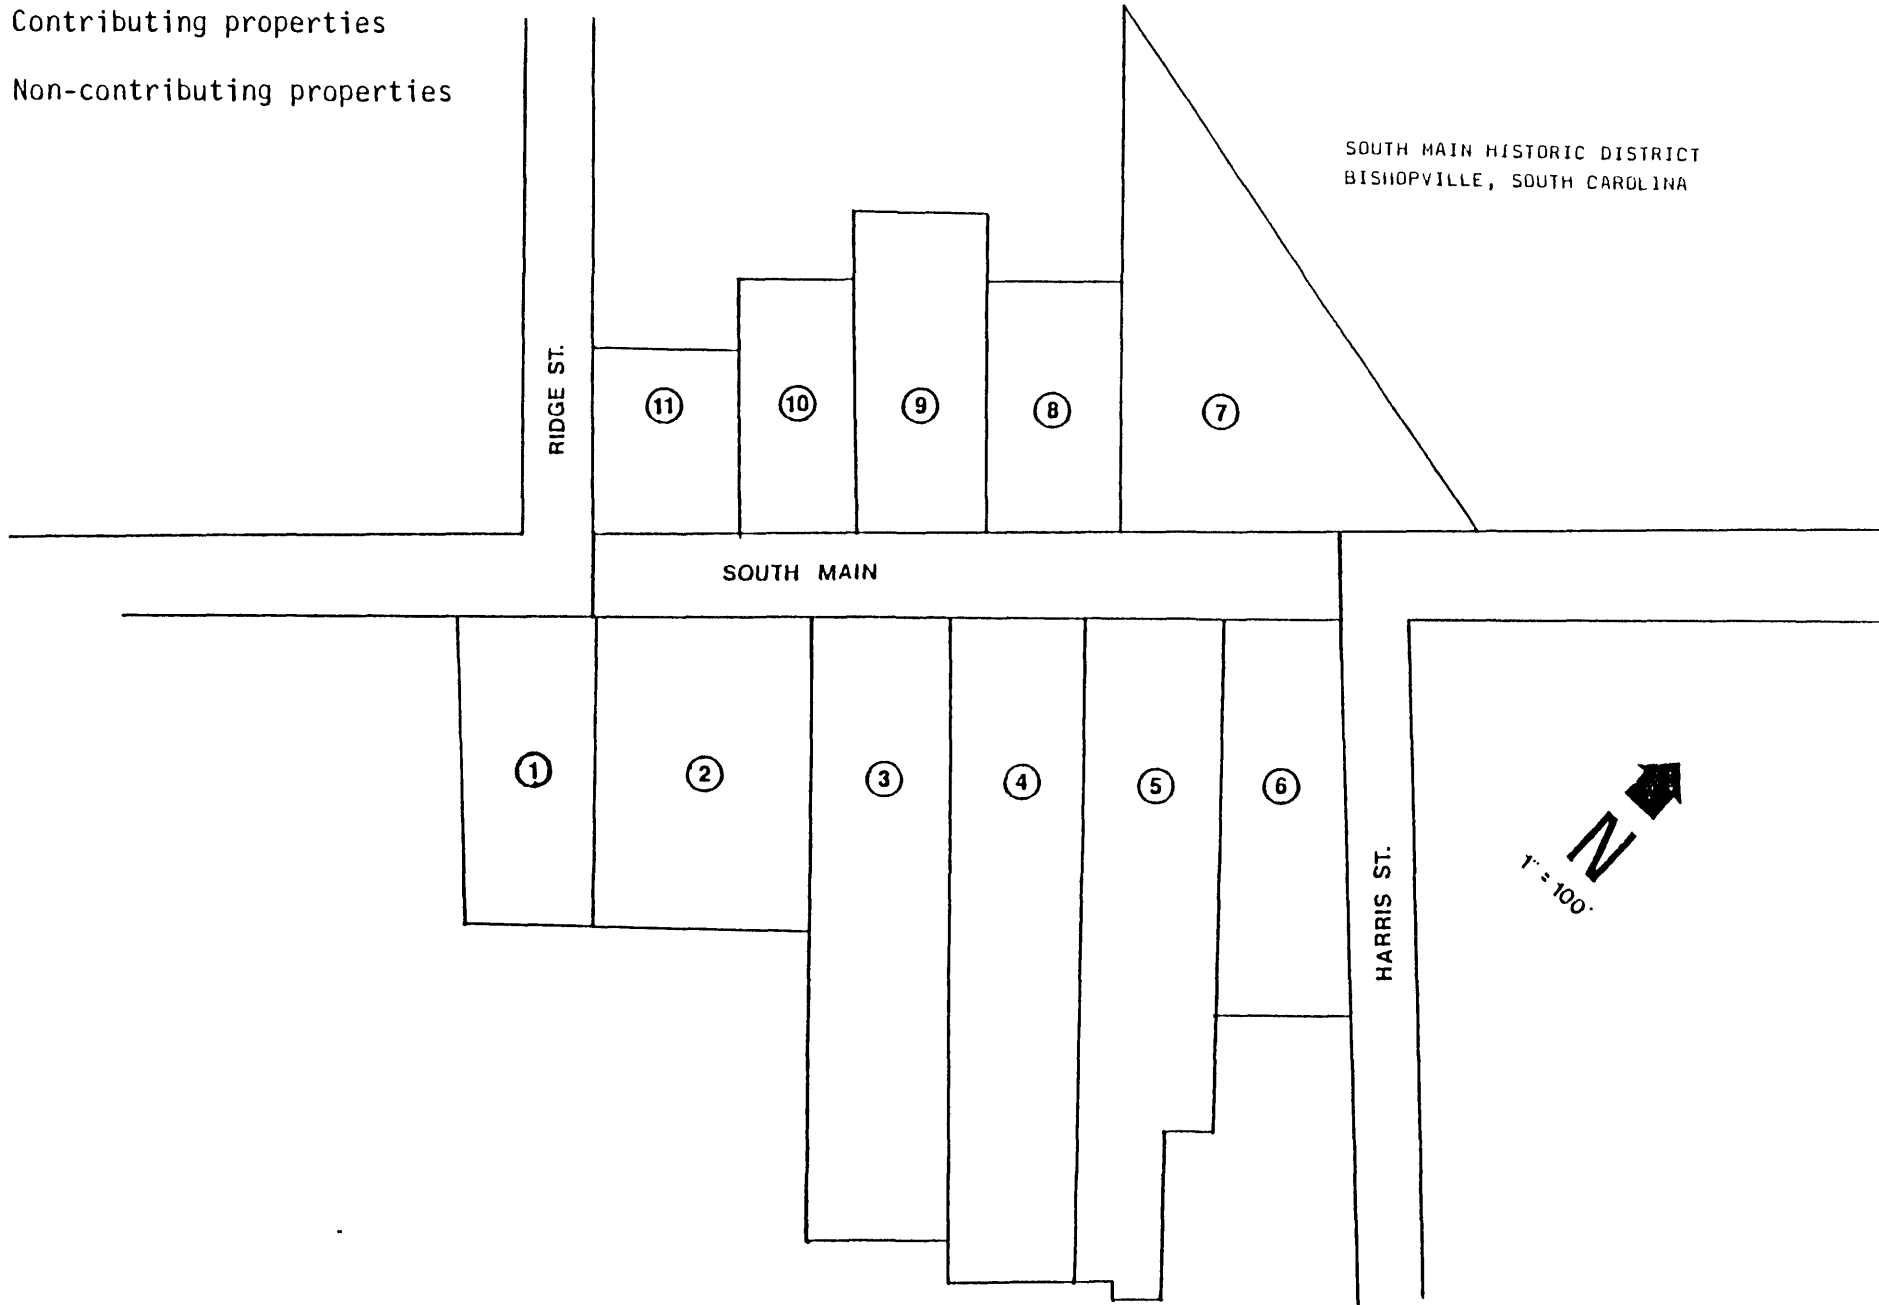 Contributing properties
Non-contributing properties
SOUTH MAIN HISTORIC DISTRICT
BISHOPVILLE, SOUTH CAROLINA
RIDGE ST.
11
10
9
8
7
SOUTH MAIN
1
2
3
4
5
6
HARRIS ST.
N
1" = 100'